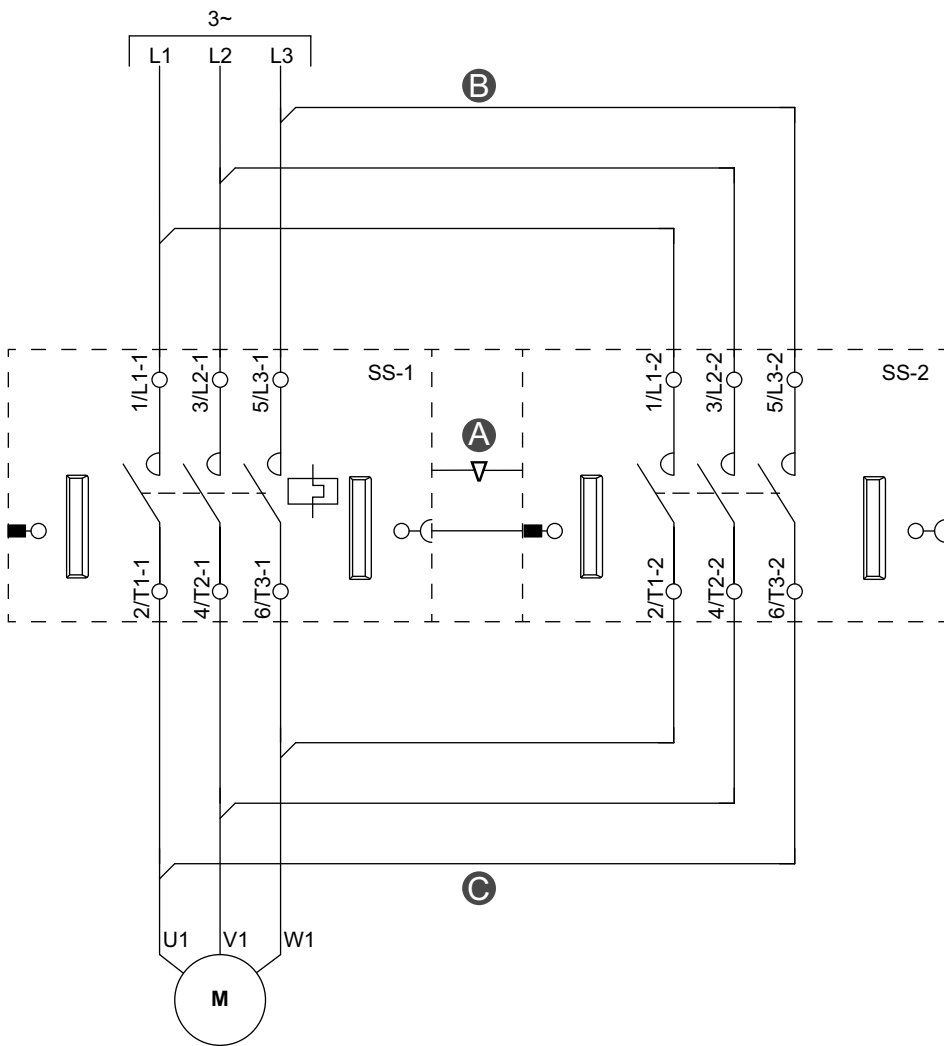 3~
L1 L2 L3
B
1/L1-1 3/L2-1 5/L3-1 SS-1 1/L1-2 3/L2-2 5/L3-2 SS-2
A
2/T1-1 4/T2-1 6/T3-1 2/T1-2 4/T2-2 6/T3-2
C
U1 V1 W1
M